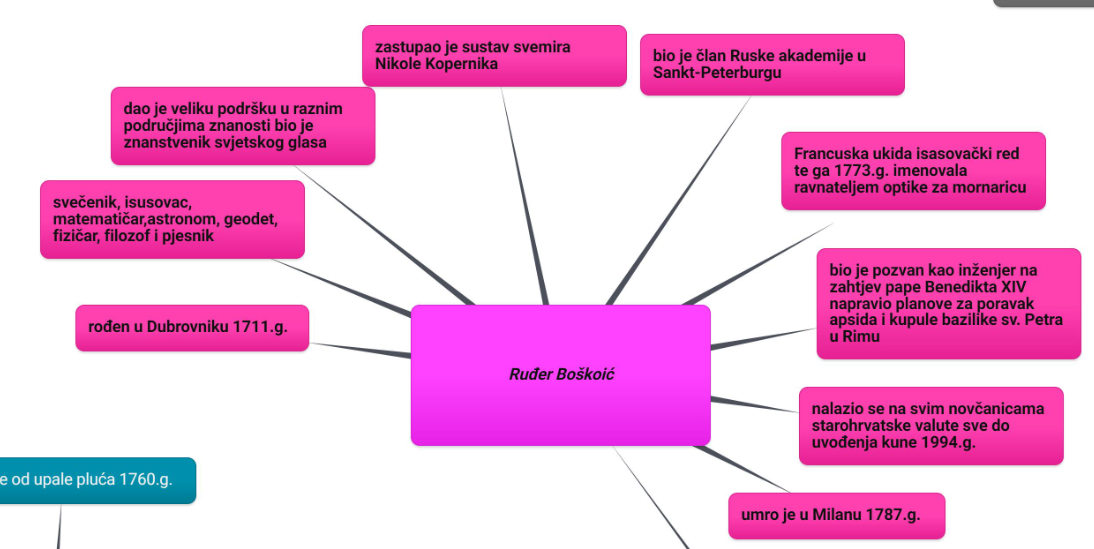 zastupao je sustav svemira
Nikole Kopernika
bio je član Ruske akademije u
Sankt-Peterburgu
dao je veliku podršku u raznim
područjima znanosti bio je
znanstvenik svjetskog glasa
Francuska ukida isasovački red
te ga 1773.g. imenovala
ravnateljem optike za mornaricu
svečenik, isusovac,
matematičar,astronom, geodet,
fizičar, filozof i pjesnik
bio je pozvan kao inženjer na
zahtjev pape Benedikta XIV
napravio planove za poravak
apsida i kupule bazilike sv. Petra
u Rimu
rođen u Dubrovniku 1711.g.
Ruđer Boškoić
nalazio se na svim novčanicama
starohrvatske valute sve do
uvođenja kune 1994.g.
e od upale pluća 1760.g.
umro je u Milanu 1787.g.